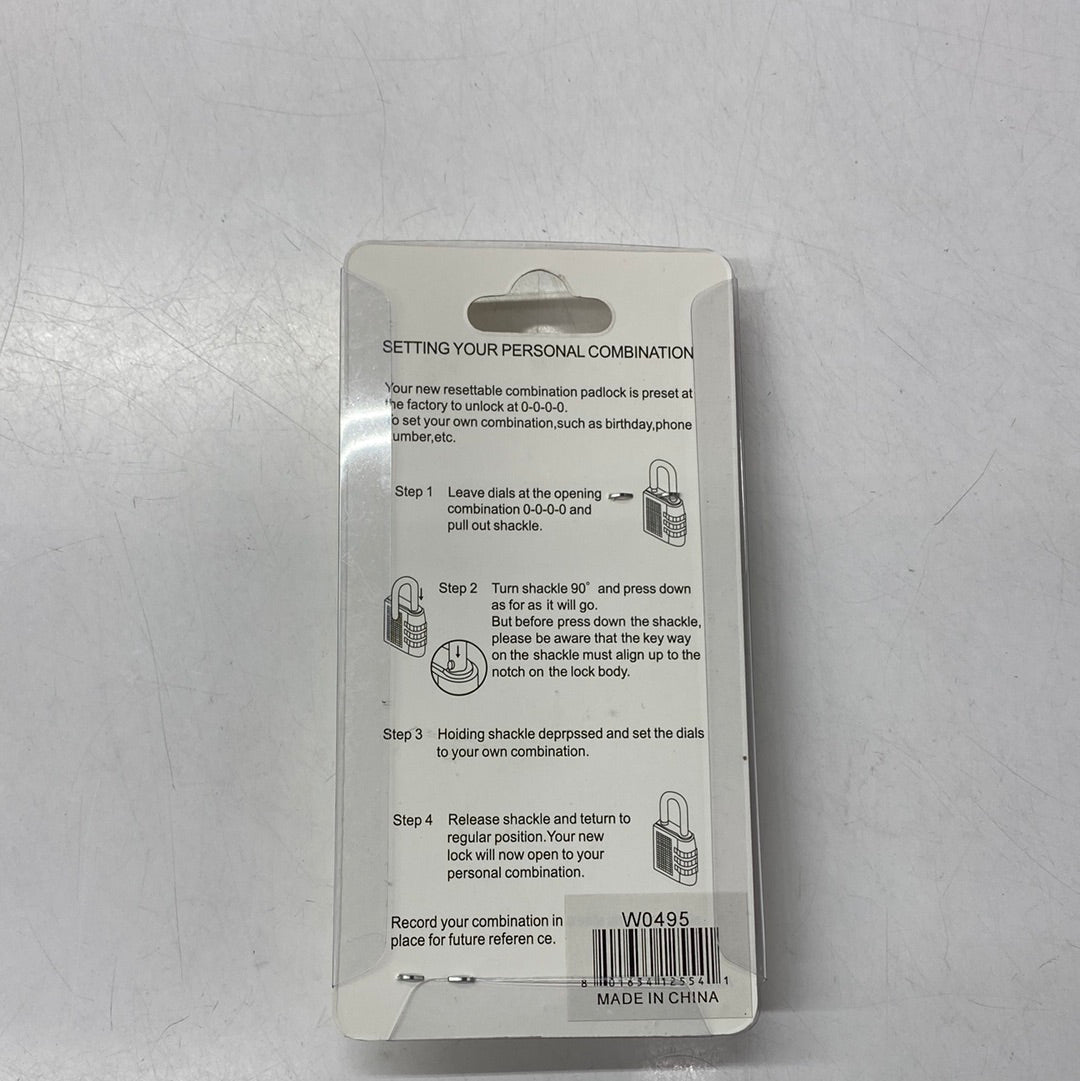 SETTING YOUR PERSONAL COMBINATION
Your new resettable combination padlock is preset at
the factory to unlock at 0-0-0-0.
To set your own combination,such as birthday,phone
umber,etc.
Step 1 Leave dials at the opening
combination 0-0-0-0 and
pull out shackle.
Step 2 Turn shackle 90° and press down
as for as it will go.
But before press down the shackle,
please be aware that the key way
on the shackle must align up to the
notch on the lock body.
Step 3 Hoiding shackle deprpssed and set the dials
to your own combination.
Step 4 Release shackle and teturn to
regular position.Your new
lock will now open to your
personal combination.
Record your combination in
place for future referen ce.
W0495
8 01634 12554 1
MADE IN CHINA